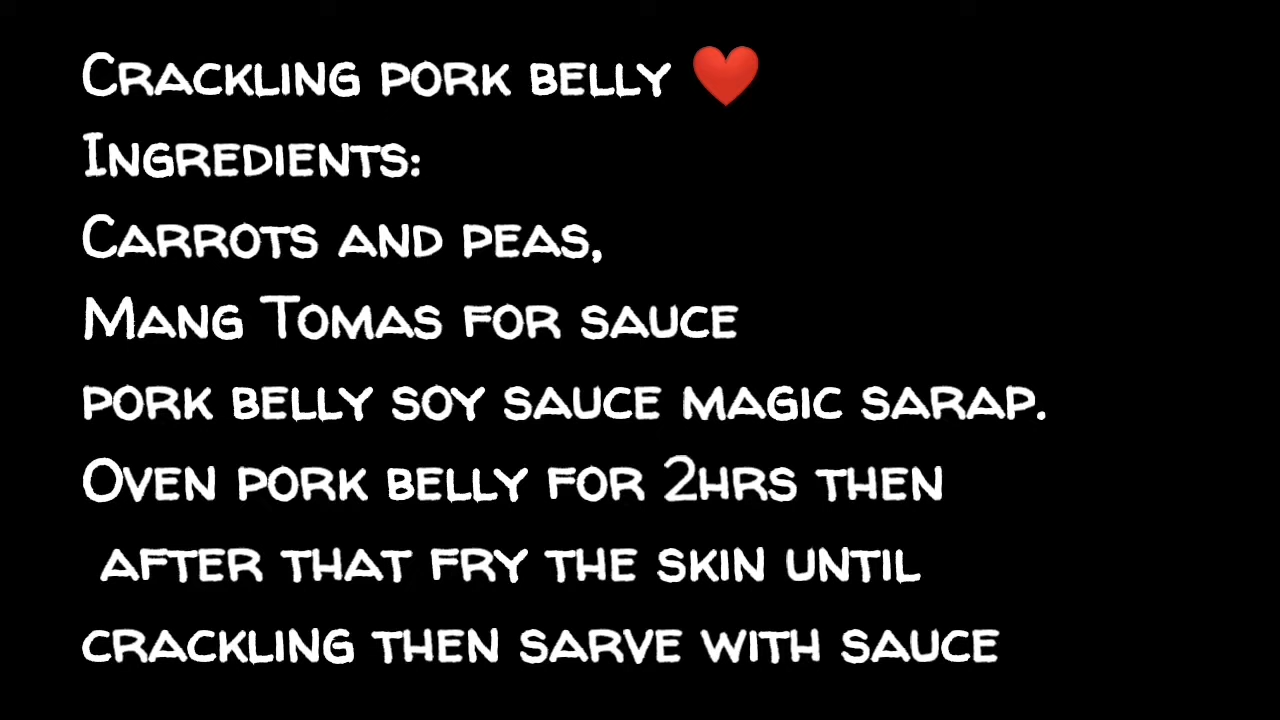 Crackling pork belly ❤️
Ingredients:
Carrots and peas,
Mang Tomas for sauce
pork belly soy sauce magic sarap.
Oven pork belly for 2hrs then
after that fry the skin until
crackling then sarve with sauce